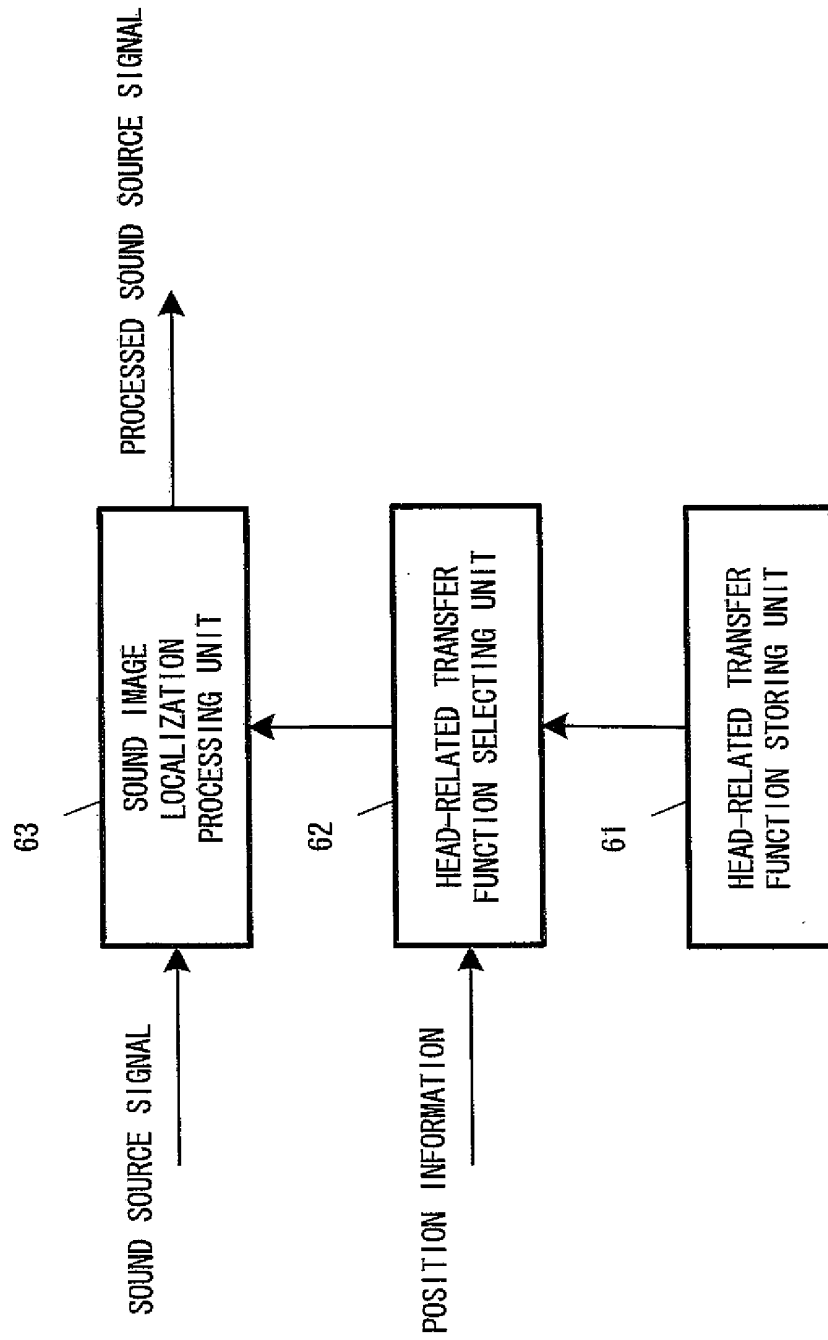 SOUND SOURCE SIGNAL
63
SOUND IMAGE
LOCALIZATION
PROCESSING UNIT
PROCESSED SOUND SOURCE SIGNAL
POSITION INFORMATION
62
HEAD-RELATED TRANSFER
FUNCTION SELECTING UNIT
61
HEAD-RELATED TRANSFER
FUNCTION STORING UNIT